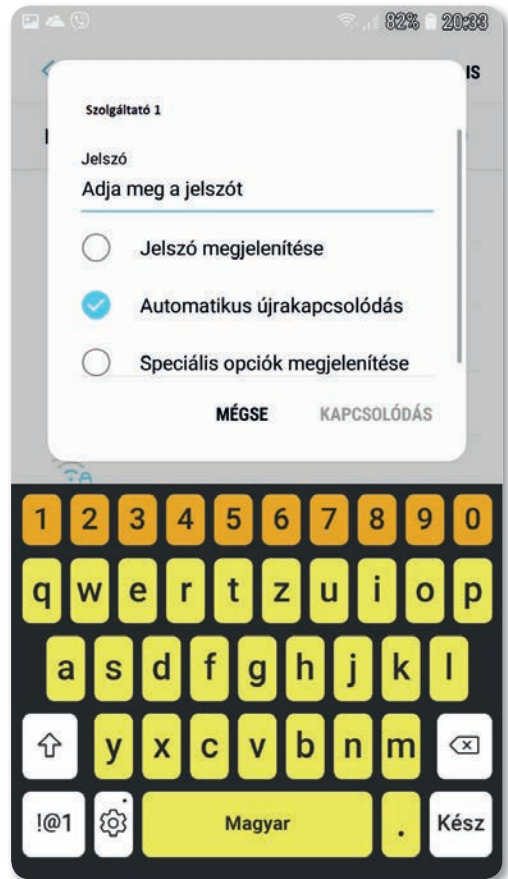 82% 20:33
IS
Szolgáltató 1
Jelszó
Adja meg a jelszót
Jelszó megjelenítése
Automatikus újrakapcsolódás
Speciális opciók megjelenítése
MÉGSE KAPCSOLÓDÁS
1 2 3 4 5 6 7 8 9 0
q w e r t z u i o p
a s d f g h j k l
y x c v b n m
!@1 Magyar . Kész